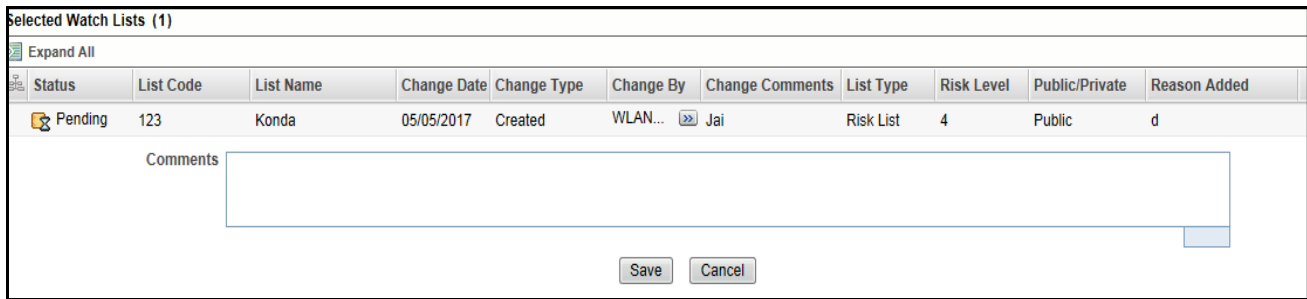 Selected Watch Lists (1)
Expand All
Status List Code List Name Change Date Change Type Change By Change Comments List Type Risk Level Public/Private Reason Added
Pending 123 Konda 05/05/2017 Created WLAN... Jai Risk List 4 Public d
Comments
Save Cancel